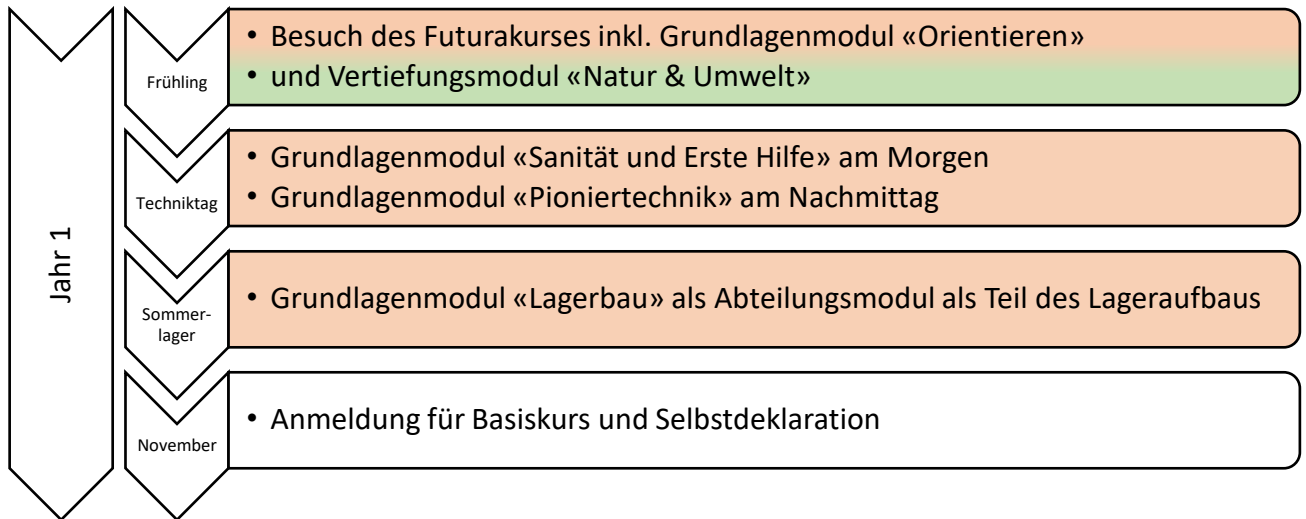 Jahr 1
Frühling
• Besuch des Futurakurses inkl. Grundlagenmodul «Orientieren»
• und Vertiefungsmodul «Natur & Umwelt»
Techniktag
• Grundlagenmodul «Sanität und Erste Hilfe» am Morgen
• Grundlagenmodul «Pioniertechnik» am Nachmittag
Sommer-
lager
• Grundlagenmodul «Lagerbau» als Abteilungsmodul als Teil des Lageraufbaus
November
• Anmeldung für Basiskurs und Selbstdeklaration